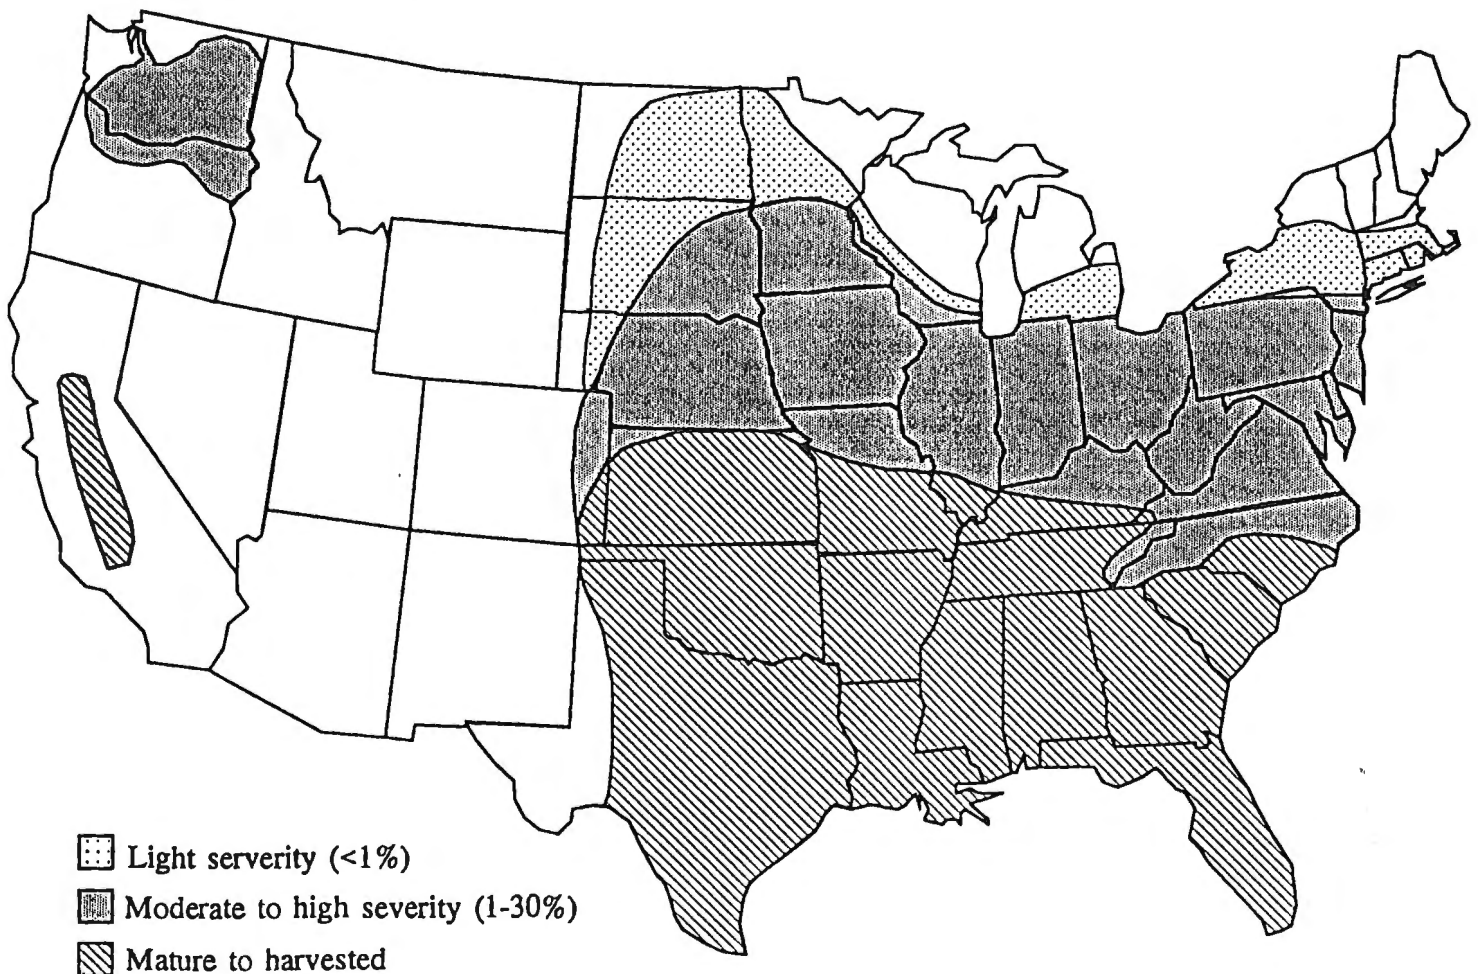 Light serverity (<1%)
Moderate to high severity (1-30%)
Mature to harvested